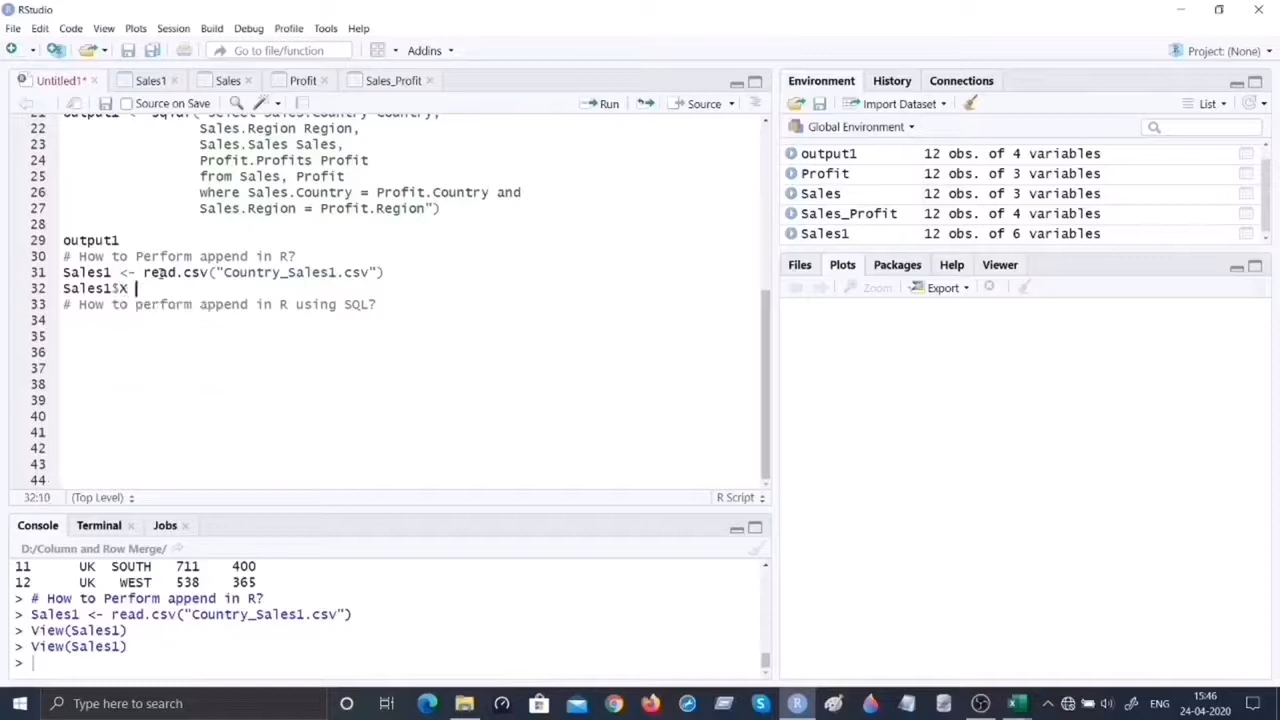 RStudio
File Edit Code View Plots Session Build Debug Profile Tools Help
Go to file/function Addins Project: (None)
Untitled1* Sales1 Sales Profit Sales_Profit
Source on Save Run Source
22 Sales.Region Region,
23 Sales.Sales Sales,
24 Profit.Profits Profit
25 from Sales, Profit
26 where Sales.Country = Profit.Country and
27 Sales.Region = Profit.Region")
28
29 output1
30 # How to Perform append in R?
31 Sales1 <- read.csv("Country_Sales1.csv")
32 Sales1$X
33 # How to perform append in R using SQL?
34
35
36
37
38
39
40
41
42
43
44
32:10 (Top Level) R Script
Console Terminal Jobs
D:/Column and Row Merge/
11 UK SOUTH 711 400
12 UK WEST 538 365
> # How to Perform append in R?
> Sales1 <- read.csv("Country_Sales1.csv")
> View(Sales1)
> View(Sales1)
>
Environment History Connections
Import Dataset List
Global Environment
output1 12 obs. of 4 variables
Profit 12 obs. of 3 variables
Sales 12 obs. of 3 variables
Sales_Profit 12 obs. of 4 variables
Sales1 12 obs. of 6 variables
Files Plots Packages Help Viewer
Zoom Export
Type here to search
ENG
15:46
24-04-2020